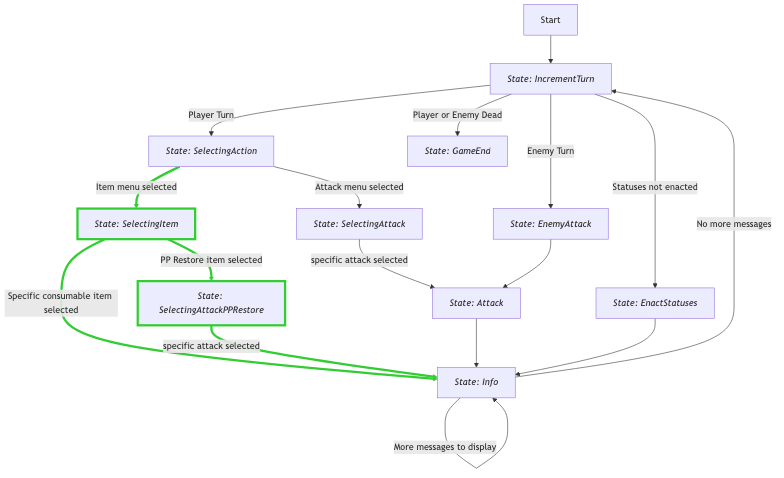 Start
State: IncrementTurn
Player Turn
Player or Enemy Dead
State: SelectingAction
State: GameEnd
Enemy Turn
Item menu selected
Attack menu selected
Statuses not enacted
State: SelectingItem
State: SelectingAttack
State: EnemyAttack
No more messages
PP Restore item selected
specific attack selected
Specific consumable item
selected
State:
SelectingAttackPPRestore
State: Attack
State: EnactStatuses
specific attack selected
State: Info
More messages to display